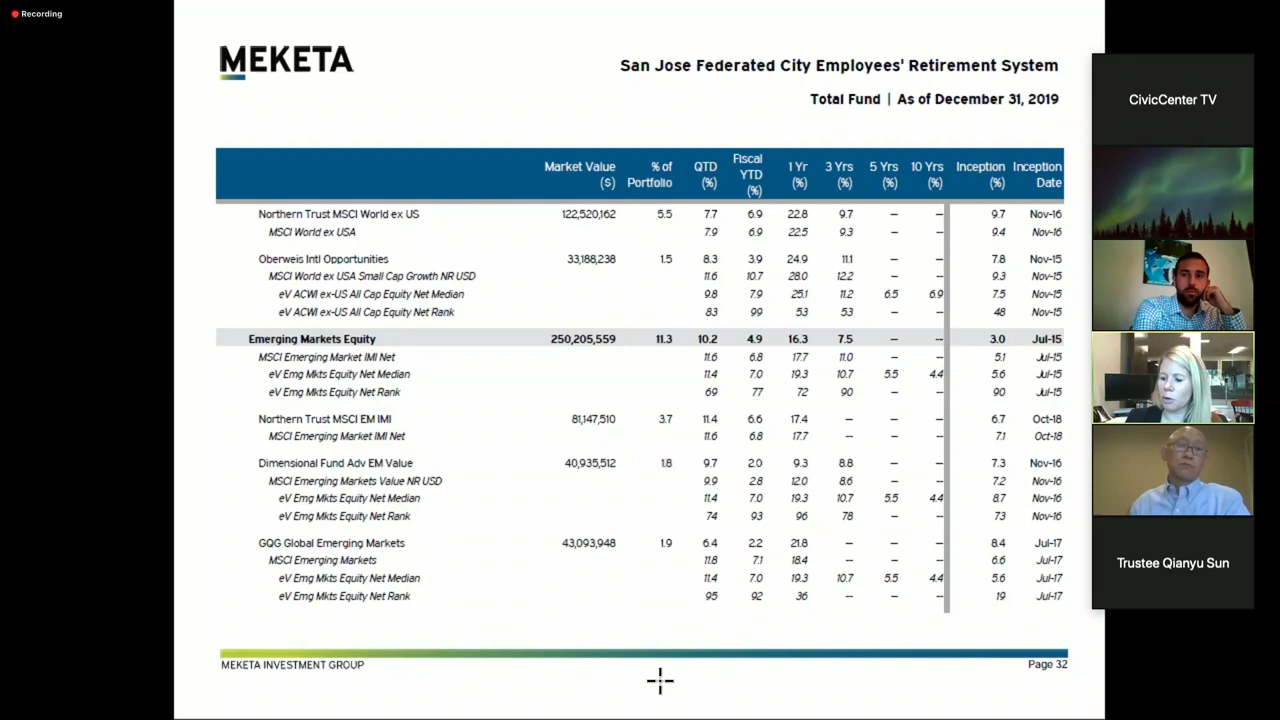 Recording
MEKETA
San Jose Federated City Employees' Retirement System
Total Fund | As of December 31, 2019
Market Value ($) % of Portfolio QTD (%) Fiscal YTD (%) 1 Yr (%) 3 Yrs (%) 5 Yrs (%) 10 Yrs (%) Inception (%) Inception Date
Northern Trust MSCI World ex US 122,520,162 5.5 7.7 6.9 22.8 9.7 -- -- 9.7 Nov-16
MSCI World ex USA 7.9 6.9 22.5 9.3 -- -- 9.4 Nov-16
Oberweis Intl Opportunities 33,188,238 1.5 8.3 3.9 24.9 11.1 -- -- 7.8 Nov-15
MSCI World ex USA Small Cap Growth NR USD 11.6 10.7 28.0 12.2 -- -- 9.3 Nov-15
eV ACWI ex-US All Cap Equity Net Median 9.8 7.9 25.1 11.2 6.5 6.9 7.5 Nov-15
eV ACWI ex-US All Cap Equity Net Rank 83 99 53 53 -- -- 48 Nov-15
Emerging Markets Equity 250,205,559 11.3 10.2 4.9 16.3 7.5 -- -- 3.0 Jul-15
MSCI Emerging Market IMI Net 11.6 6.8 17.7 11.0 -- -- 5.1 Jul-15
eV Emg Mkts Equity Net Median 11.4 7.0 19.3 10.7 5.5 4.4 5.6 Jul-15
eV Emg Mkts Equity Net Rank 69 77 72 90 -- -- 90 Jul-15
Northern Trust MSCI EM IMI 81,147,510 3.7 11.4 6.6 17.4 -- -- -- 6.7 Oct-18
MSCI Emerging Market IMI Net 11.6 6.8 17.7 -- -- -- 7.1 Oct-18
Dimensional Fund Adv EM Value 40,935,512 1.8 9.7 2.0 9.3 8.8 -- -- 7.3 Nov-16
MSCI Emerging Markets Value NR USD 9.9 2.8 12.0 8.6 -- -- 7.2 Nov-16
eV Emg Mkts Equity Net Median 11.4 7.0 19.3 10.7 5.5 4.4 8.7 Nov-16
eV Emg Mkts Equity Net Rank 74 93 96 78 -- -- 73 Nov-16
GQG Global Emerging Markets 43,093,948 1.9 6.4 2.2 21.8 -- -- -- 8.4 Jul-17
MSCI Emerging Markets 11.8 7.1 18.4 -- -- -- 6.6 Jul-17
eV Emg Mkts Equity Net Median 11.4 7.0 19.3 10.7 5.5 4.4 5.6 Jul-17
eV Emg Mkts Equity Net Rank 95 92 36 -- -- -- 19 Jul-17
MEKETA INVESTMENT GROUP
Page 32
CivicCenter TV
Trustee Qianyu Sun